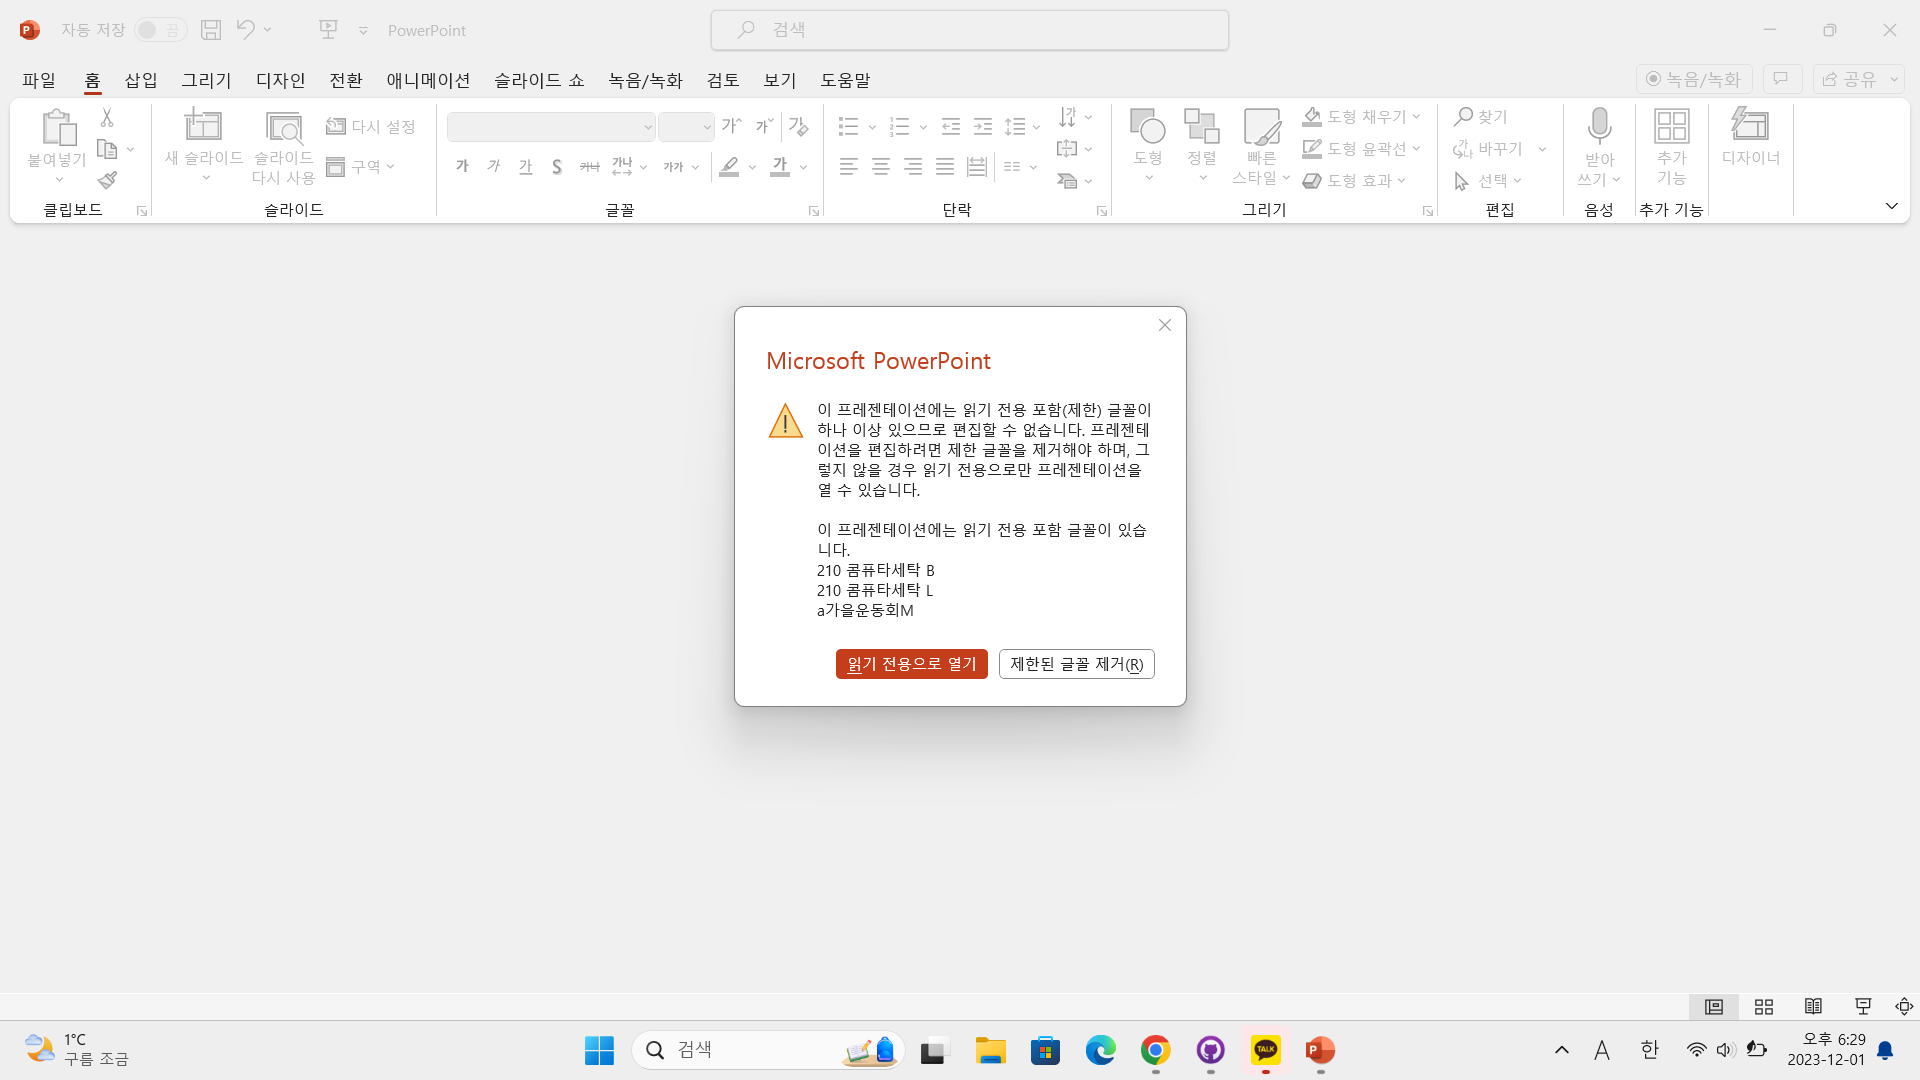 자동 저장 끔 PowerPoint 검색
파일 홈 삽입 그리기 디자인 전환 애니메이션 슬라이드 쇼 녹음/녹화 검토 보기 도움말 녹음/녹화 공유
붙여넣기
클립보드
새 슬라이드
슬라이드
다시 사용
다시 설정
구역
슬라이드
가 가 가
가 가 가 S 가나 가나 가가 가
글꼴
단락
도형
정렬
빠른
스타일
도형 채우기
도형 윤곽선
도형 효과
그리기
찾기
바꾸기
선택
편집
받아
쓰기
음성
추가
기능
추가 기능
디자이너
Microsoft PowerPoint
이 프레젠테이션에는 읽기 전용 포함(제한) 글꼴이
하나 이상 있으므로 편집할 수 없습니다. 프레젠테
이션을 편집하려면 제한 글꼴을 제거해야 하며, 그
렇지 않을 경우 읽기 전용으로만 프레젠테이션을
열 수 있습니다.
이 프레젠테이션에는 읽기 전용 포함 글꼴이 있습
니다.
210 콤퓨타세탁 B
210 콤퓨타세탁 L
a가을운동회M
읽기 전용으로 열기 제한된 글꼴 제거(R)
1°C
구름 조금
검색
TALK
A 한
오후 6:29
2023-12-01